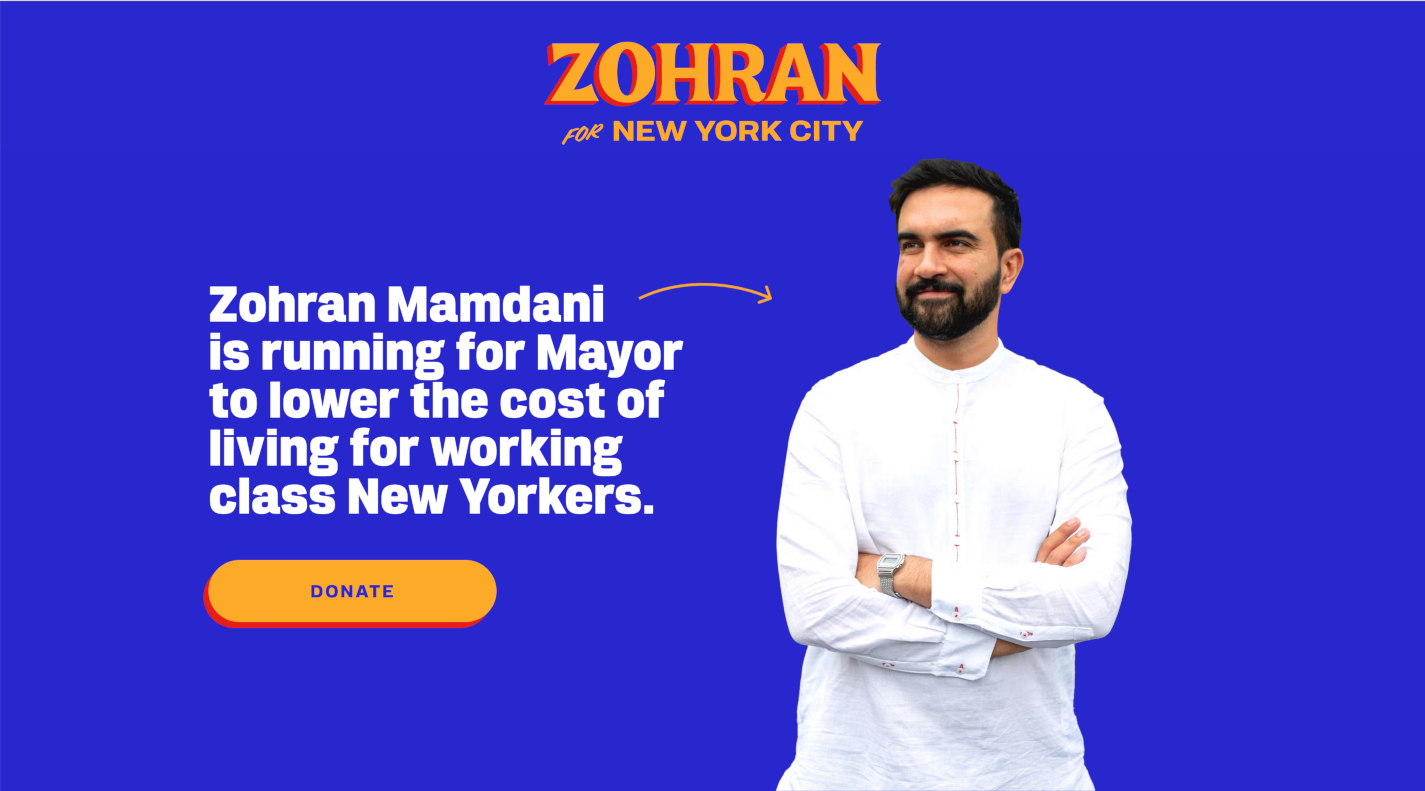 ZOHRAN
FOR NEW YORK CITY
Zohran Mamdani
is running for Mayor
to lower the cost of
living for working
class New Yorkers.
DONATE